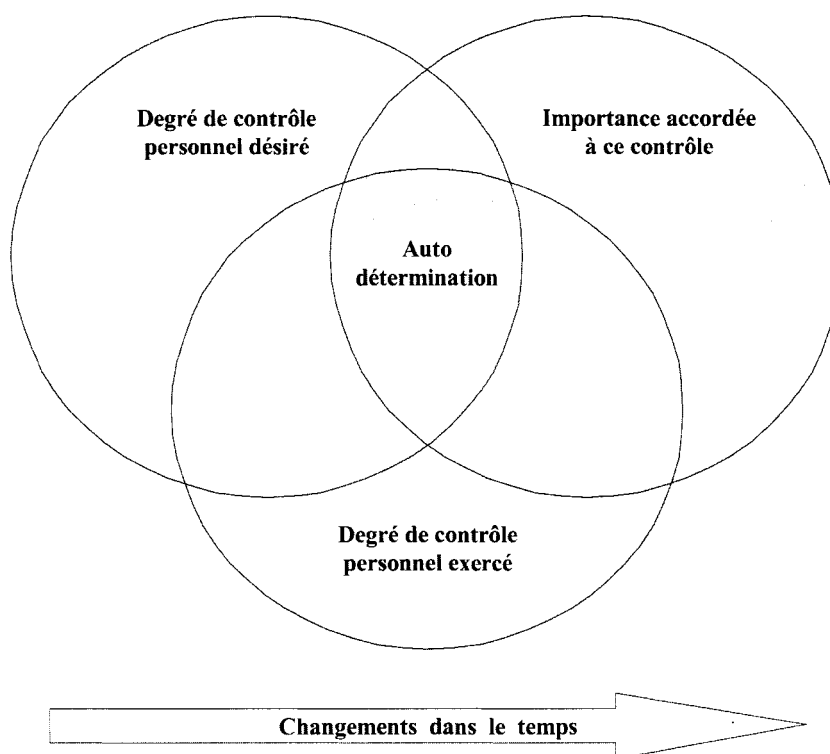 Degré de contrôle
personnel désiré
Importance accordée
à ce contrôle
Auto
détermination
Degré de contrôle
personnel exercé
Changements dans le temps